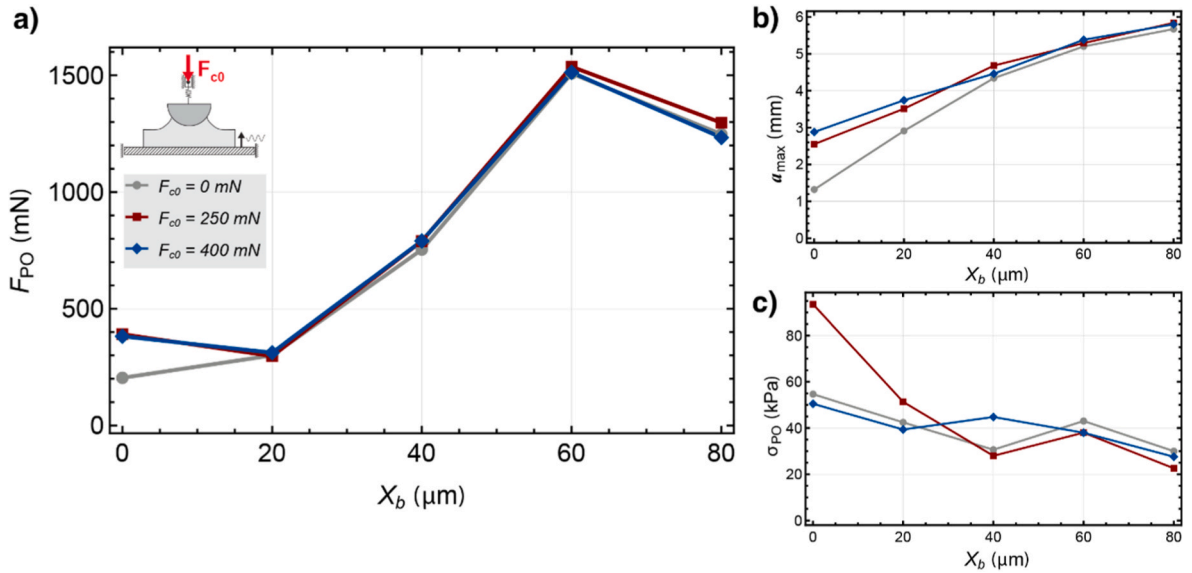 a)
F_c0
F_c0 = 0 mN
F_c0 = 250 mN
F_c0 = 400 mN
1500
1000
500
0
F_PO (mN)
0 20 40 60 80
X_b (μm)
b)
6
5
4
3
2
1
0
a_max (mm)
0 20 40 60 80
X_b (μm)
c)
80
60
40
20
0
σ_PO (kPa)
0 20 40 60 80
X_b (μm)